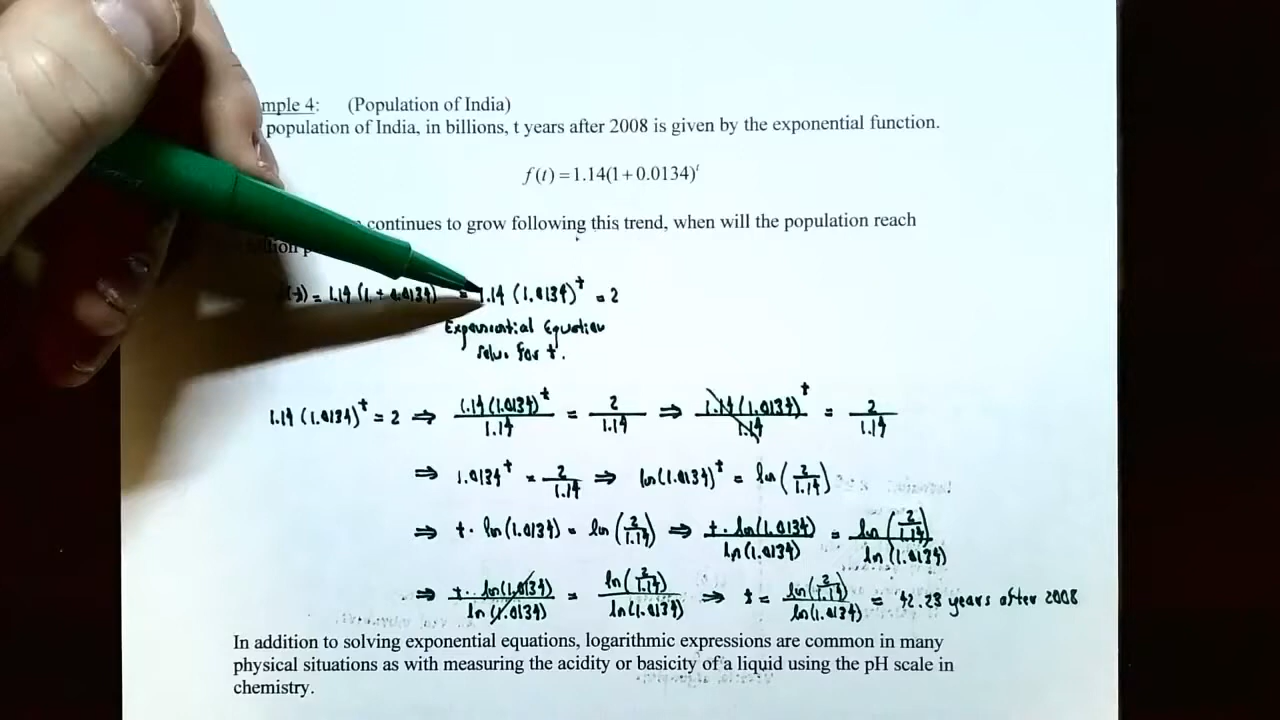 mple 4: (Population of India)
population of India, in billions, t years after 2008 is given by the exponential function.
f(t) = 1.14(1+0.0134)^t
continues to grow following this trend, when will the population reach
= 1.14 (1. + 0.0134) = 1.14 (1.0134)^t = 2
Exponential Equation
solve for t.
1.14 (1.0134)^t = 2 ⇒ 1.14(1.0134)^t / 1.14 = 2 / 1.14 ⇒ 1.14(1.0134)^t / 1.14 = 2 / 1.14
⇒ 1.0134^t = 2 / 1.14 ⇒ ln(1.0134)^t = ln(2 / 1.14)
⇒ t · ln(1.0134) = ln(2 / 1.14) ⇒ t · ln(1.0134) / ln(1.0134) = ln(2 / 1.14) / ln(1.0134)
⇒ t · ln(1.0134) / ln(1.0134) = ln(2 / 1.14) / ln(1.0134) ⇒ t = ln(2 / 1.14) / ln(1.0134) = 42.23 years after 2008
In addition to solving exponential equations, logarithmic expressions are common in many
physical situations as with measuring the acidity or basicity of a liquid using the pH scale in
chemistry.